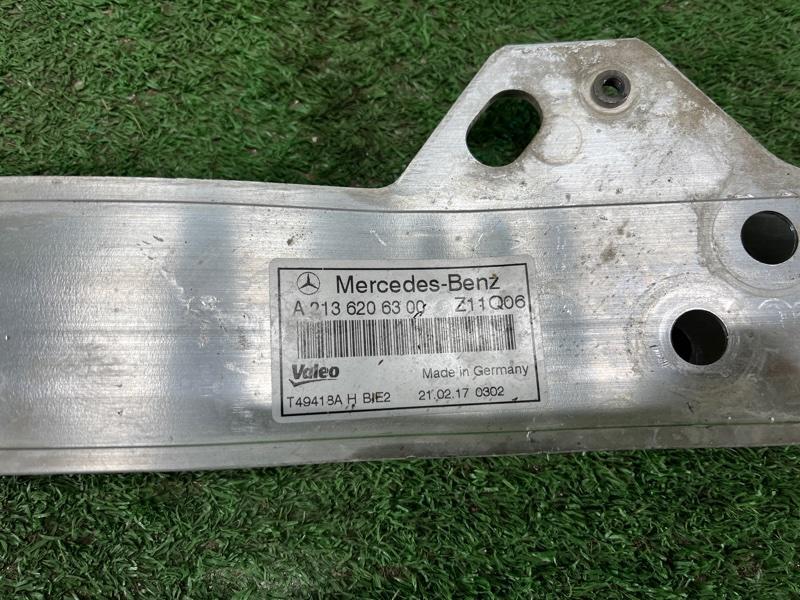 Mercedes-Benz
A 213 620 63 00 Z11Q06
Valeo Made in Germany
T49418A H BIE2 21.02.17 0302